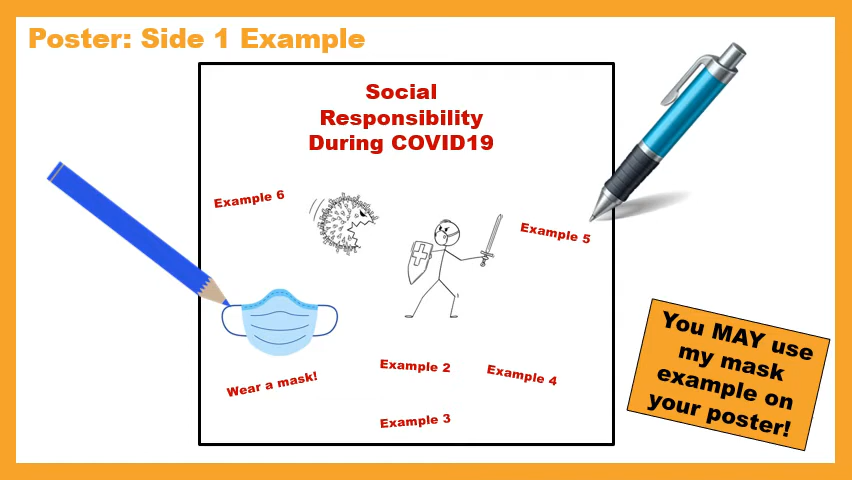 Poster: Side 1 Example
Social
Responsibility
During COVID19
Example 6
Example 5
You MAY use
my mask
example on
your poster!
Example 2
Example 4
Wear a mask!
Example 3